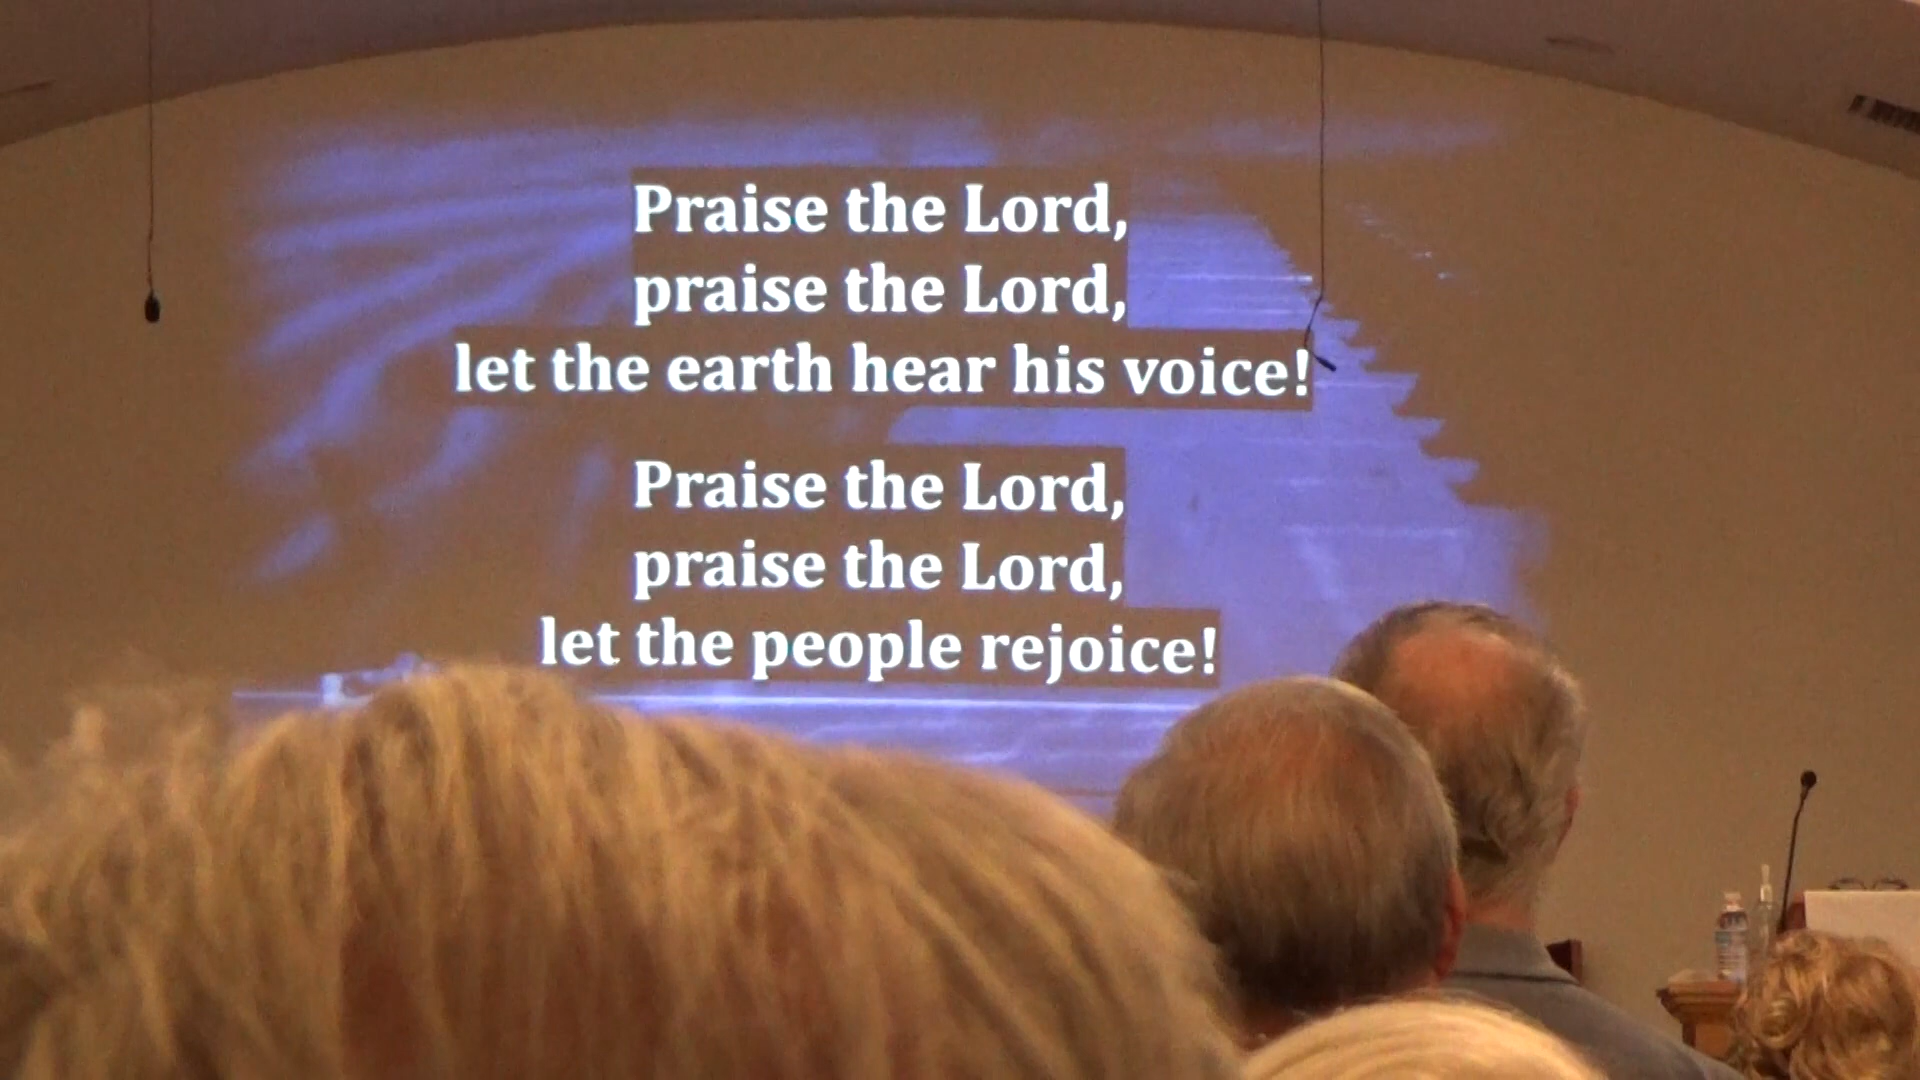 Praise the Lord,
praise the Lord,
let the earth hear his voice!
Praise the Lord,
praise the Lord,
let the people rejoice!